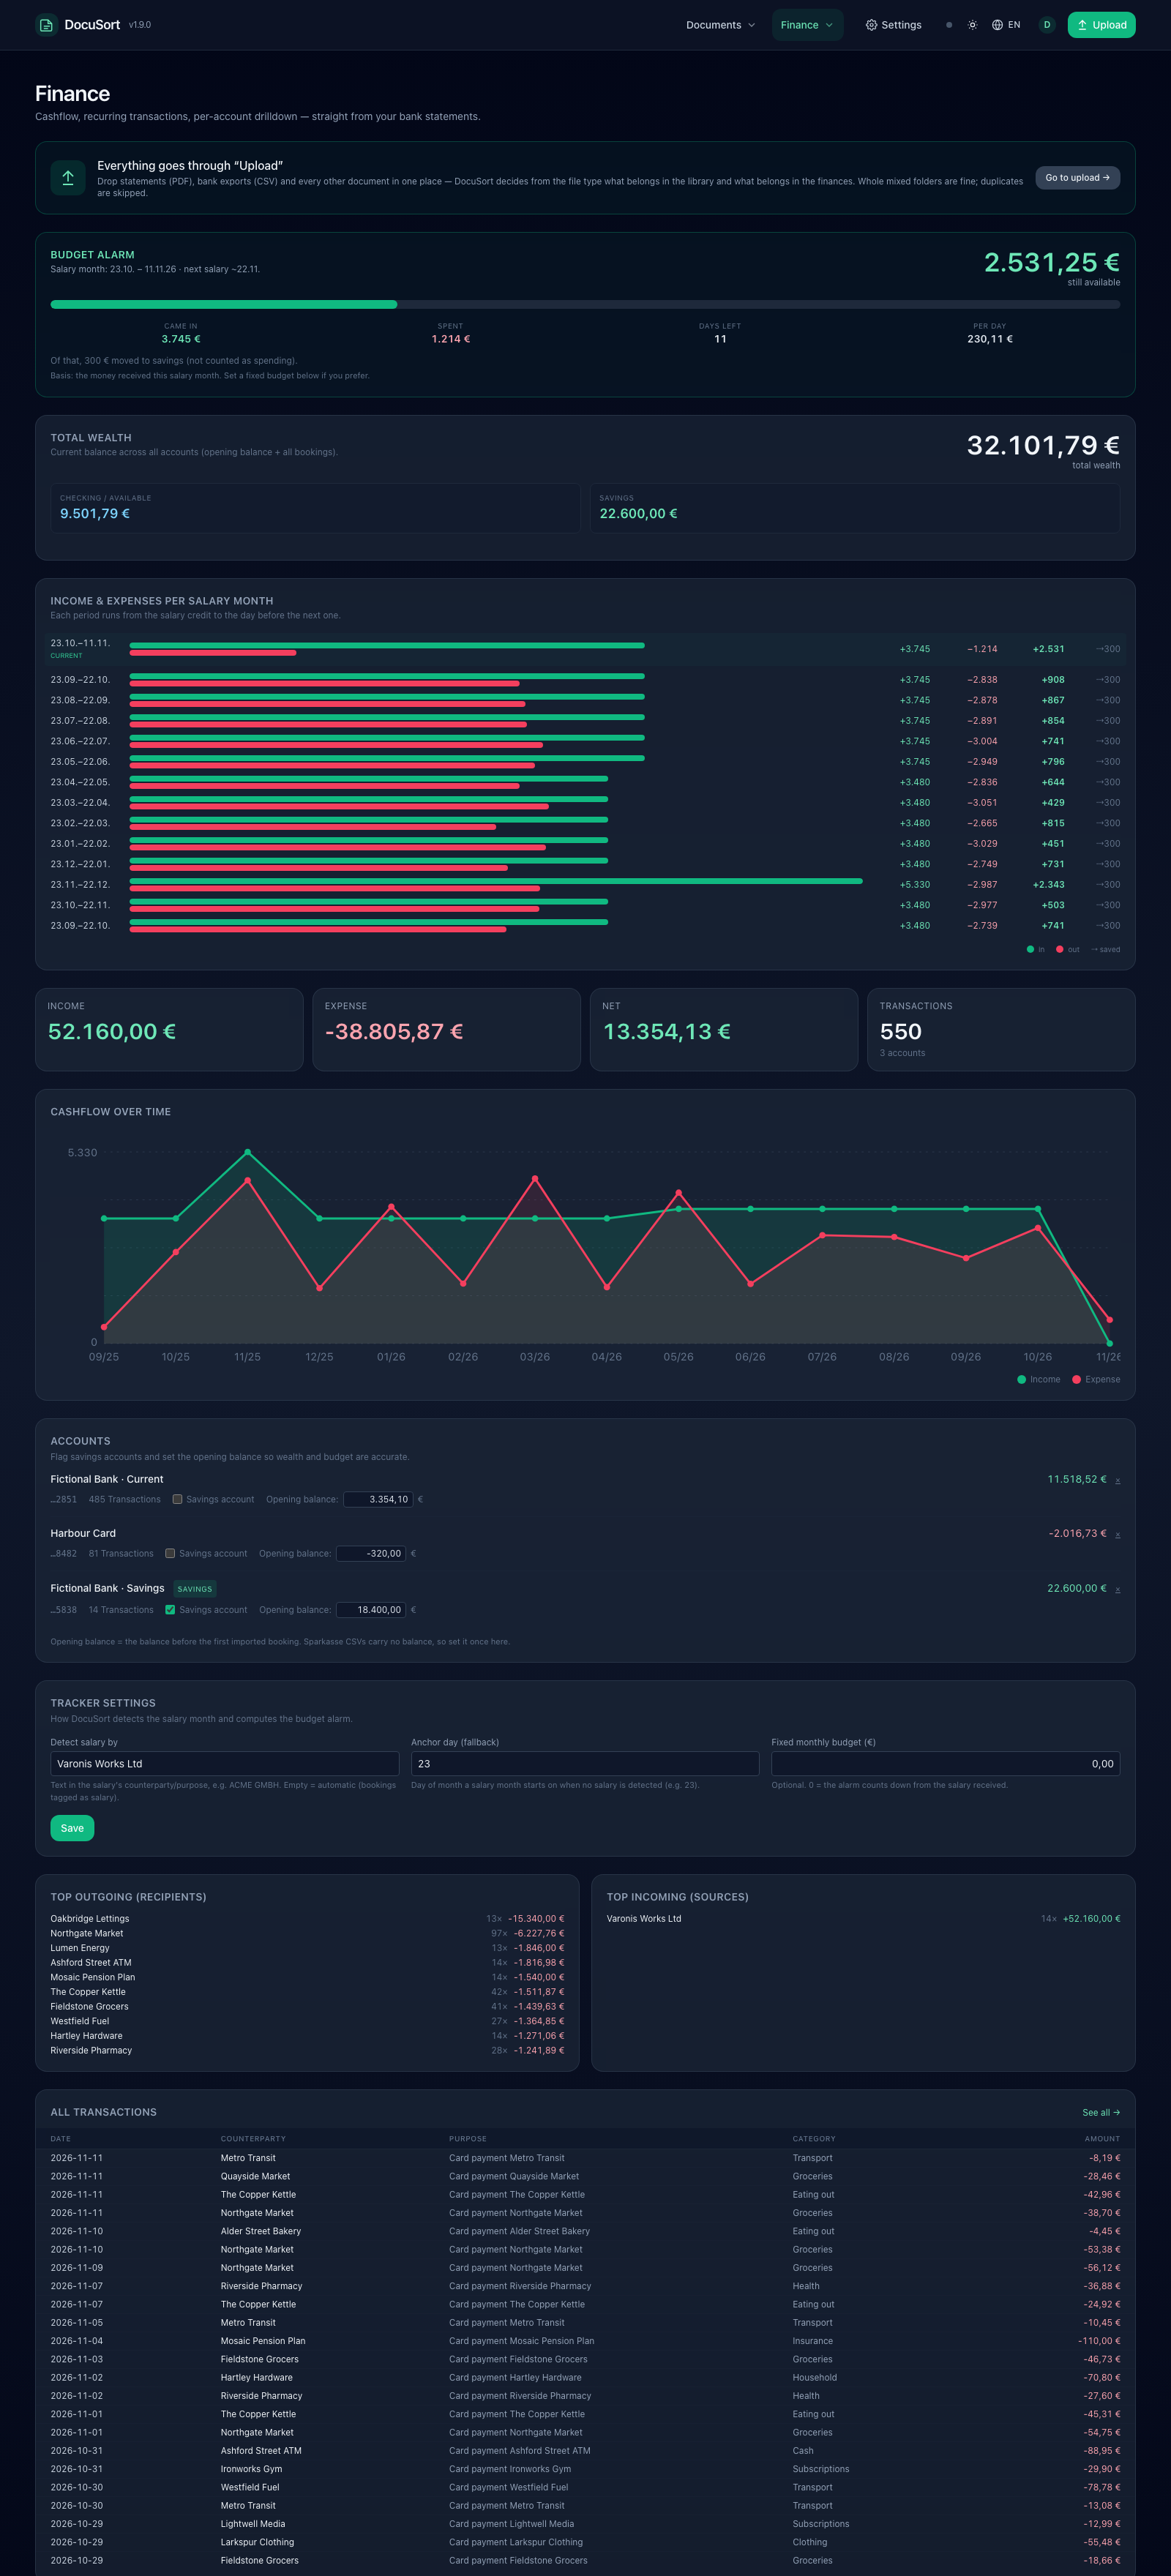 DocuSort v1.9.0 Documents Finance Settings EN D Upload
Finance
Cashflow, recurring transactions, per-account drilldown — straight from your bank statements.
Everything goes through “Upload”
Drop statements (PDF), bank exports (CSV) and every other document in one place — DocuSort decides from the file type what belongs in the library and what belongs in the finances. Whole mixed folders are fine; duplicates
are skipped.
Go to upload →
BUDGET ALARM
Salary month: 23.10. – 11.11.26 · next salary ~22.11.
2.531,25 €
still available
CAME IN SPENT DAYS LEFT PER DAY
3.745 € 1.214 € 11 230,11 €
Of that, 300 € moved to savings (not counted as spending).
Basis: the money received this salary month. Set a fixed budget below if you prefer.
TOTAL WEALTH
Current balance across all accounts (opening balance + all bookings).
32.101,79 €
total wealth
CHECKING / AVAILABLE
9.501,79 €
SAVINGS
22.600,00 €
INCOME & EXPENSES PER SALARY MONTH
Each period runs from the salary credit to the day before the next one.
23.10.–11.11. +3.745 −1.214 +2.531 →300
CURRENT
23.09.–22.10. +3.745 −2.838 +908 →300
23.08.–22.09. +3.745 −2.878 +867 →300
23.07.–22.08. +3.745 −2.891 +854 →300
23.06.–22.07. +3.745 −3.004 +741 →300
23.05.–22.06. +3.745 −2.949 +796 →300
23.04.–22.05. +3.480 −2.836 +644 →300
23.03.–22.04. +3.480 −3.051 +429 →300
23.02.–22.03. +3.480 −2.665 +815 →300
23.01.–22.02. +3.480 −3.029 +451 →300
23.12.–22.01. +3.480 −2.749 +731 →300
23.11.–22.12. +5.330 −2.987 +2.343 →300
23.10.–22.11. +3.480 −2.977 +503 →300
23.09.–22.10. +3.480 −2.739 +741 →300
in out → saved
INCOME
52.160,00 €
EXPENSE
-38.805,87 €
NET
13.354,13 €
TRANSACTIONS
550
3 accounts
CASHFLOW OVER TIME
5.330
0
09/25 10/25 11/25 12/25 01/26 02/26 03/26 04/26 05/26 06/26 07/26 08/26 09/26 10/26 11/26
Income Expense
ACCOUNTS
Flag savings accounts and set the opening balance so wealth and budget are accurate.
Fictional Bank · Current 11.518,52 € ×
…2851 485 Transactions Savings account Opening balance: 3.354,10 €
Harbour Card -2.016,73 € ×
…8482 81 Transactions Savings account Opening balance: -320,00 €
Fictional Bank · Savings SAVINGS 22.600,00 € ×
…5838 14 Transactions Savings account Opening balance: 18.400,00 €
Opening balance = the balance before the first imported booking. Sparkasse CSVs carry no balance, so set it once here.
TRACKER SETTINGS
How DocuSort detects the salary month and computes the budget alarm.
Detect salary by
Varonis Works Ltd
Text in the salary's counterparty/purpose, e.g. ACME GMBH. Empty = automatic (bookings
tagged as salary).
Anchor day (fallback)
23
Day of month a salary month starts on when no salary is detected (e.g. 23).
Fixed monthly budget (€)
0,00
Optional. 0 = the alarm counts down from the salary received.
Save
TOP OUTGOING (RECIPIENTS)
Oakbridge Lettings 13× -15.340,00 €
Northgate Market 97× -6.227,76 €
Lumen Energy 13× -1.846,00 €
Ashford Street ATM 14× -1.816,98 €
Mosaic Pension Plan 14× -1.540,00 €
The Copper Kettle 42× -1.511,87 €
Fieldstone Grocers 41× -1.439,63 €
Westfield Fuel 27× -1.364,85 €
Hartley Hardware 14× -1.271,06 €
Riverside Pharmacy 28× -1.241,89 €
TOP INCOMING (SOURCES)
Varonis Works Ltd 14× +52.160,00 €
ALL TRANSACTIONS See all →
DATE COUNTERPARTY PURPOSE CATEGORY AMOUNT
2026-11-11 Metro Transit Card payment Metro Transit Transport -8,19 €
2026-11-11 Quayside Market Card payment Quayside Market Groceries -28,46 €
2026-11-11 The Copper Kettle Card payment The Copper Kettle Eating out -42,96 €
2026-11-11 Northgate Market Card payment Northgate Market Groceries -38,70 €
2026-11-10 Alder Street Bakery Card payment Alder Street Bakery Eating out -4,45 €
2026-11-10 Northgate Market Card payment Northgate Market Groceries -53,38 €
2026-11-09 Northgate Market Card payment Northgate Market Groceries -56,12 €
2026-11-07 Riverside Pharmacy Card payment Riverside Pharmacy Health -36,88 €
2026-11-07 The Copper Kettle Card payment The Copper Kettle Eating out -24,92 €
2026-11-05 Metro Transit Card payment Metro Transit Transport -10,45 €
2026-11-04 Mosaic Pension Plan Card payment Mosaic Pension Plan Insurance -110,00 €
2026-11-03 Fieldstone Grocers Card payment Fieldstone Grocers Groceries -46,73 €
2026-11-02 Hartley Hardware Card payment Hartley Hardware Household -70,80 €
2026-11-02 Riverside Pharmacy Card payment Riverside Pharmacy Health -27,60 €
2026-11-01 The Copper Kettle Card payment The Copper Kettle Eating out -45,31 €
2026-11-01 Northgate Market Card payment Northgate Market Groceries -54,75 €
2026-10-31 Ashford Street ATM Card payment Ashford Street ATM Cash -88,95 €
2026-10-31 Ironworks Gym Card payment Ironworks Gym Subscriptions -29,90 €
2026-10-30 Westfield Fuel Card payment Westfield Fuel Transport -78,78 €
2026-10-30 Metro Transit Card payment Metro Transit Transport -13,08 €
2026-10-29 Lightwell Media Card payment Lightwell Media Subscriptions -12,99 €
2026-10-29 Larkspur Clothing Card payment Larkspur Clothing Clothing -55,48 €
2026-10-29 Fieldstone Grocers Card payment Fieldstone Grocers Groceries -18,66 €